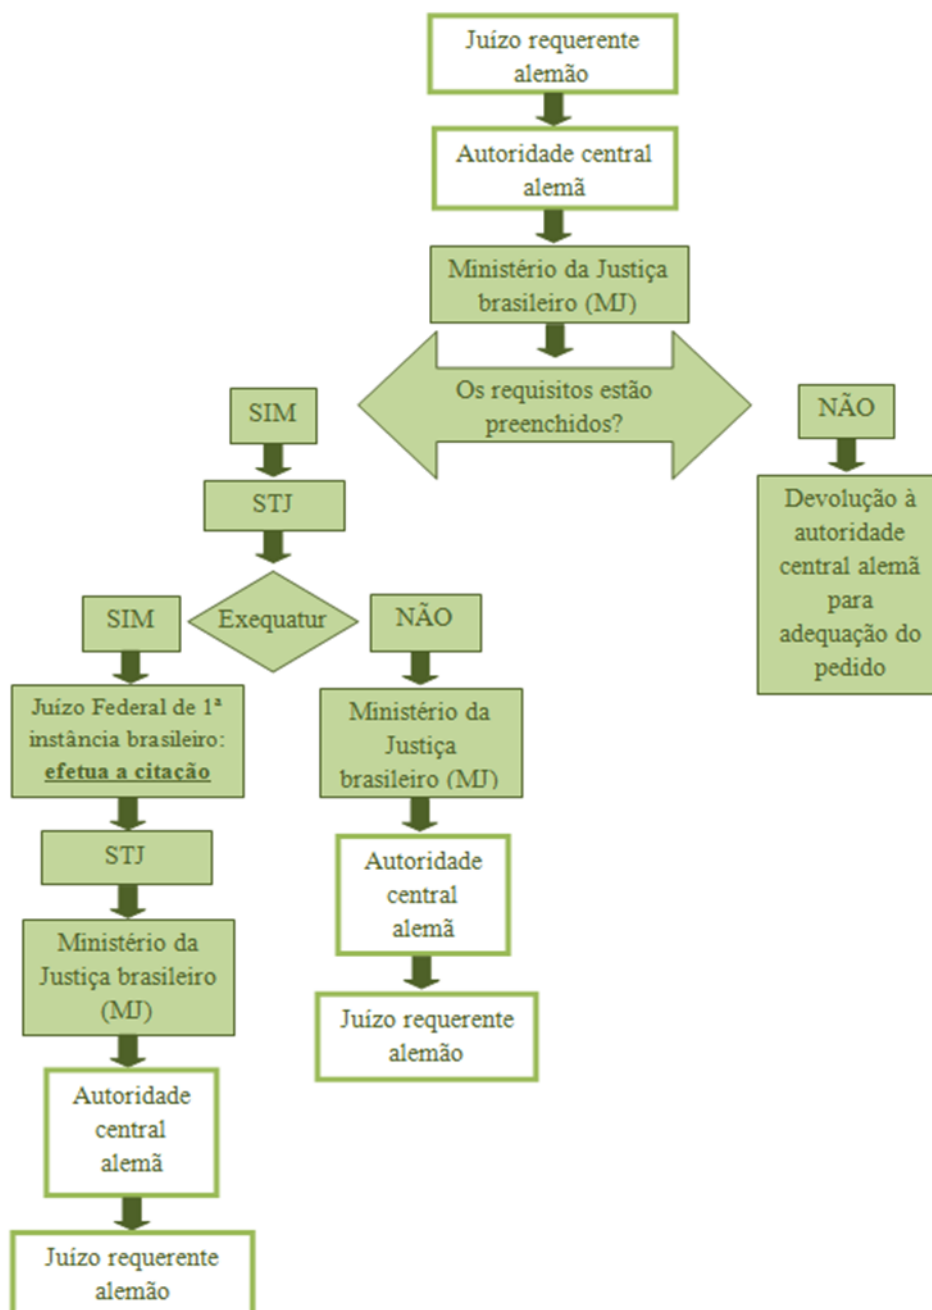 Juízo requerente
alemão
Autoridade central
alemã
Ministério da Justiça
brasileiro (MJ)
Os requisitos estão
preenchidos?
SIM
NÃO
STJ
Devolução à
autoridade
central alemã
para
adequação do
pedido
Exequatur
SIM
NÃO
Juízo Federal de 1ª
instância brasileiro:
efetua a citação
Ministério da
Justiça
brasileiro (MJ)
STJ
Autoridade
central
alemã
Ministério da
Justiça brasileiro
(MJ)
Juízo requerente
alemão
Autoridade
central
alemã
Juízo requerente
alemão